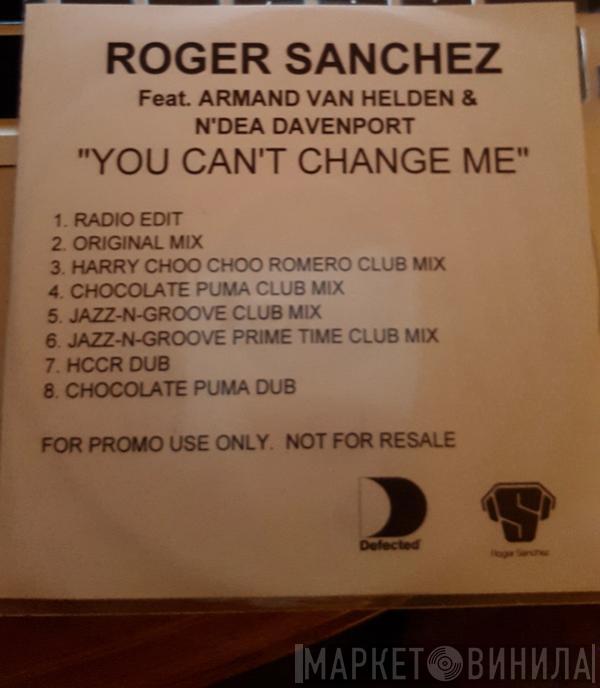 ROGER SANCHEZ
Feat. ARMAND VAN HELDEN &
N'DEA DAVENPORT
"YOU CAN'T CHANGE ME"
1. RADIO EDIT
2. ORIGINAL MIX
3. HARRY CHOO CHOO ROMERO CLUB MIX
4. CHOCOLATE PUMA CLUB MIX
5. JAZZ-N-GROOVE CLUB MIX
6. JAZZ-N-GROOVE PRIME TIME CLUB MIX
7. HCCR DUB
8. CHOCOLATE PUMA DUB
FOR PROMO USE ONLY. NOT FOR RESALE
Defected
S
Roger Sanchez
МАРКЕТ ВИНИЛА